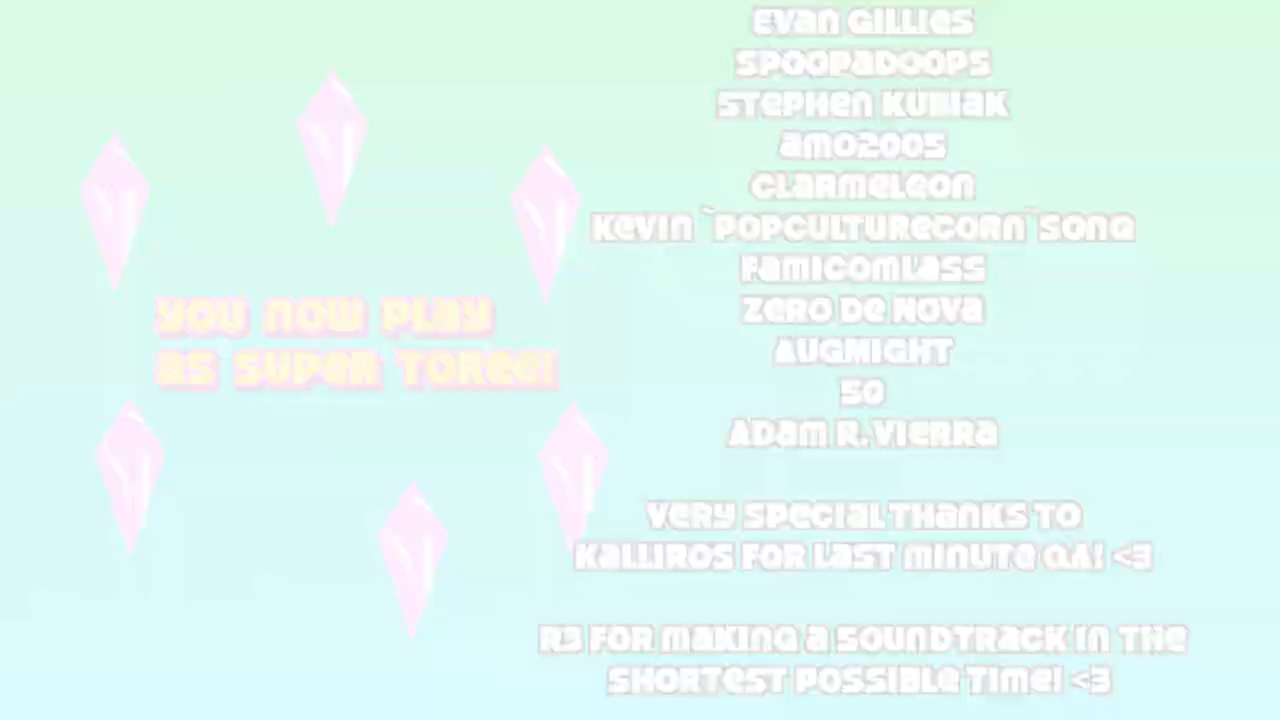 You now play
as Super Toree!
Evan Gillies
Spoopadoops
Stephen Kubiak
amo2005
Clarmeleon
Kevin `Popculturecorn` Song
Famicomlass
Zero de Nova
AUGNIGHT
50
Adam R. Vierra
Very special thanks to
Kalliros for last minute QA! <3
R3 for making a soundtrack in the
shortest possible time! <3